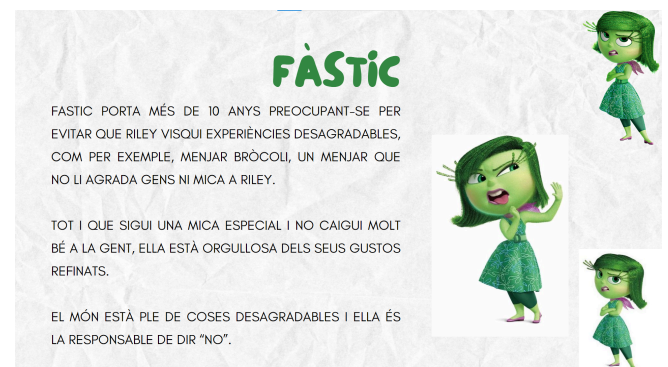 FÀSTIC
FASTIC PORTA MÉS DE 10 ANYS PREOCUPANT-SE PER
EVITAR QUE RILEY VISQUI EXPERIÈNCIES DESAGRADABLES,
COM PER EXEMPLE, MENJAR BRÒCOLI, UN MENJAR QUE
NO LI AGRADA GENS NI MICA A RILEY.
TOT I QUE SIGUI UNA MICA ESPECIAL I NO CAIGUI MOLT
BÉ A LA GENT, ELLA ESTÀ ORGULLOSA DELS SEUS GUSTOS
REFINATS.
EL MÓN ESTÀ PLE DE COSES DESAGRADABLES I ELLA ÉS
LA RESPONSABLE DE DIR “NO”.